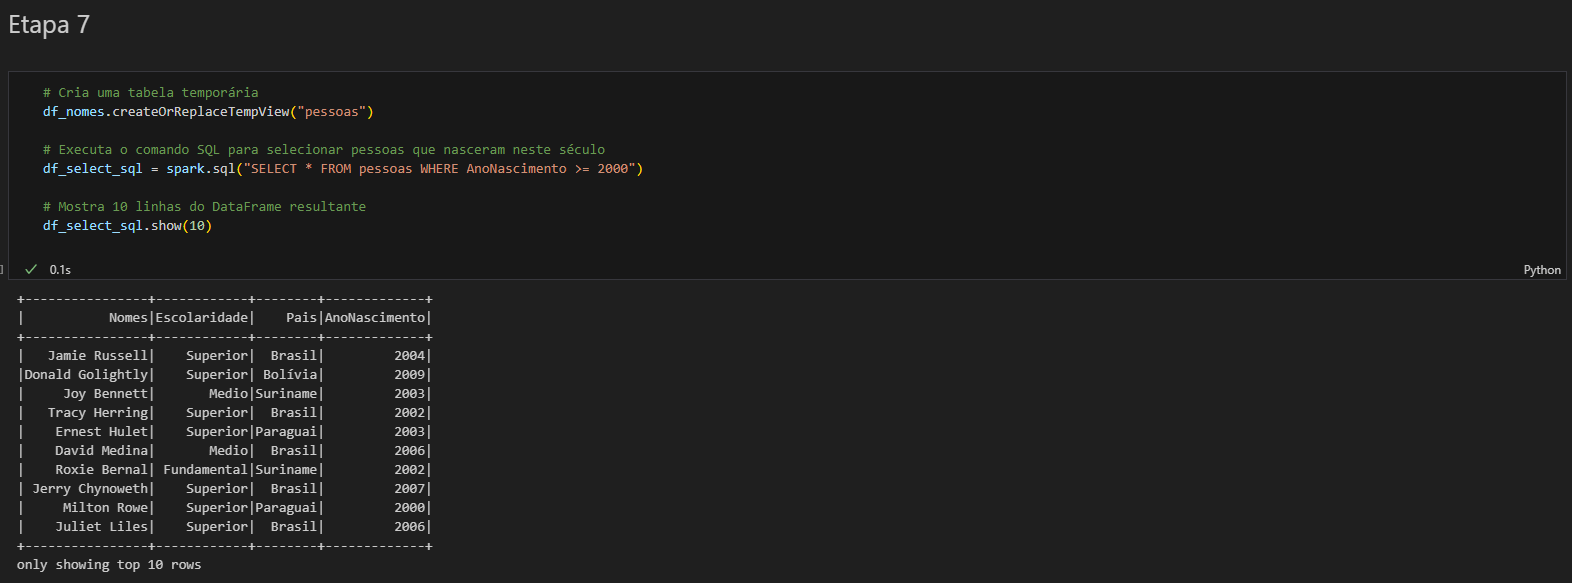 Etapa 7
# Cria uma tabela temporária
df_nomes.createOrReplaceTempView("pessoas")
# Executa o comando SQL para selecionar pessoas que nasceram neste século
df_select_sql = spark.sql("SELECT * FROM pessoas WHERE AnoNascimento >= 2000")
# Mostra 10 linhas do DataFrame resultante
df_select_sql.show(10)
] ✓ 0.1s Python
+----------------+------------+--------+-------------+
|           Nomes|Escolaridade|    Pais|AnoNascimento|
+----------------+------------+--------+-------------+
|   Jamie Russell|    Superior|  Brasil|         2004|
|Donald Golightly|    Superior| Bolívia|         2009|
|     Joy Bennett|       Medio|Suriname|         2003|
|   Tracy Herring|    Superior|  Brasil|         2002|
|    Ernest Hulet|    Superior|Paraguai|         2003|
|    David Medina|       Medio|  Brasil|         2006|
|    Roxie Bernal| Fundamental|Suriname|         2002|
| Jerry Chynoweth|    Superior|  Brasil|         2007|
|     Milton Rowe|    Superior|Paraguai|         2000|
|    Juliet Liles|    Superior|  Brasil|         2006|
+----------------+------------+--------+-------------+
only showing top 10 rows